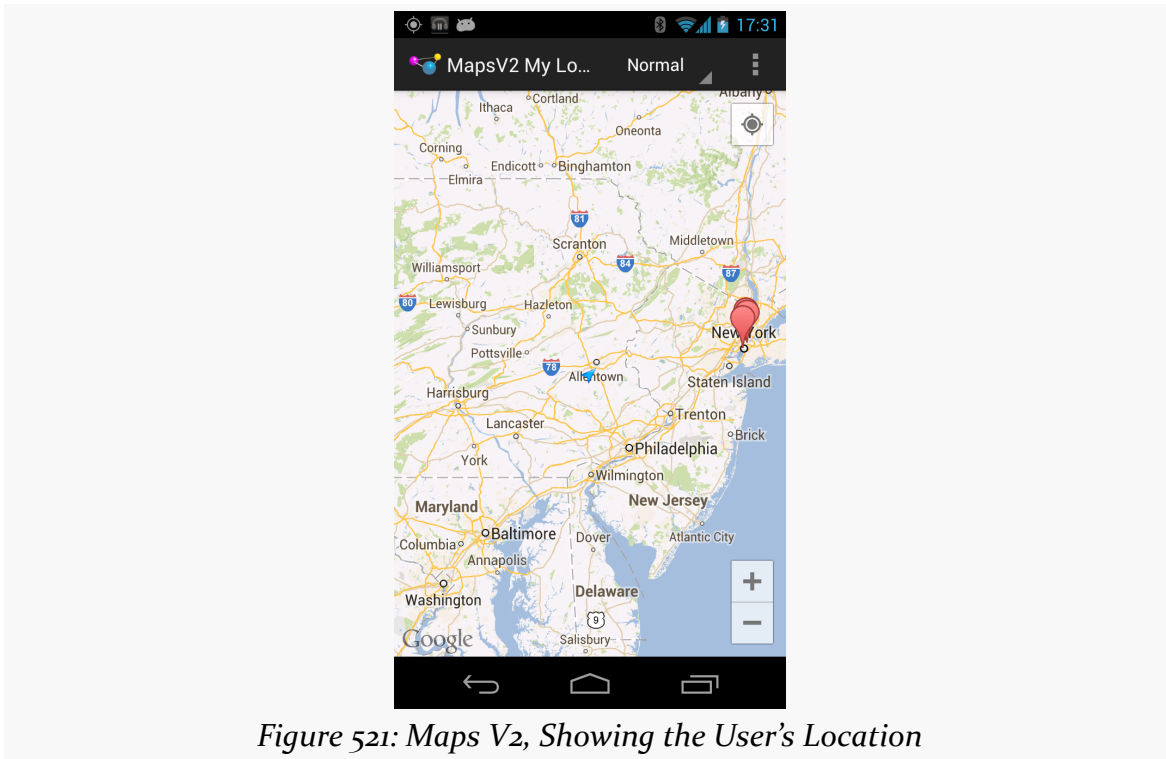 17:31
MapsV2 My Lo... Normal
Albany
Cortland
Ithaca
Oneonta
Corning
Endicott Binghamton
Elmira
81
Scranton
Middletown
84
87
Williamsport
80
Lewisburg
Hazleton
Sunbury
New York
Pottsville
78
Allentown
Staten Island
Harrisburg
Trenton
Lancaster
Brick
Philadelphia
York
Wilmington
New Jersey
Maryland
Baltimore
Dover
Atlantic City
Columbia
Annapolis
Delaware
Washington
9
Google
Salisbury
Figure 521: Maps V2, Showing the User's Location